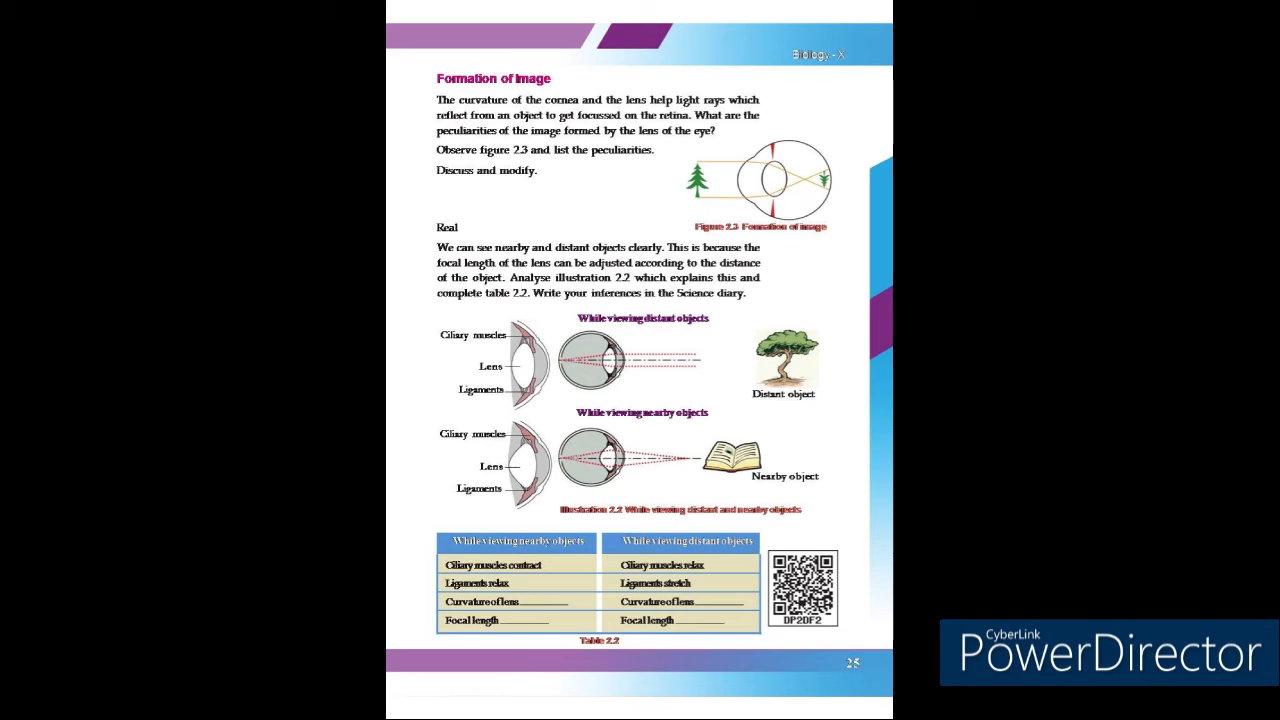 Biology - X
Formation of Image
The curvature of the cornea and the lens help light rays which
reflect from an object to get focussed on the retina. What are the
peculiarities of the image formed by the lens of the eye?
Observe figure 2.3 and list the peculiarities.
Discuss and modify.
Figure 2.3 Formation of image
Real
We can see nearby and distant objects clearly. This is because the
focal length of the lens can be adjusted according to the distance
of the object. Analyse illustration 2.2 which explains this and
complete table 2.2. Write your inferences in the Science diary.
While viewing distant objects
Ciliary muscles
Lens
Ligaments
Distant object
While viewing nearby objects
Ciliary muscles
Lens
Ligaments
Nearby object
Illustration 2.2 While viewing distant and nearby objects
While viewing nearby objects While viewing distant objects
Ciliary muscles contract Ciliary muscles relax
Ligaments relax Ligaments stretch
Curvature of lens __________ Curvature of lens __________
Focal length __________ Focal length __________
DP2DF2
Table 2.2
25
CyberLink
PowerDirector